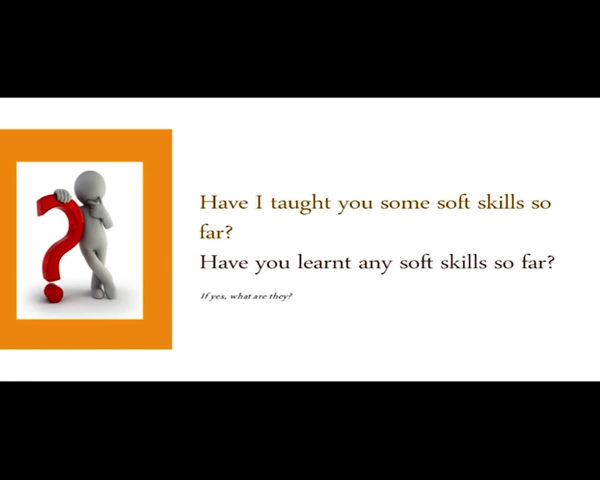 Have I taught you some soft skills so
far?
Have you learnt any soft skills so far?
If yes, what are they?